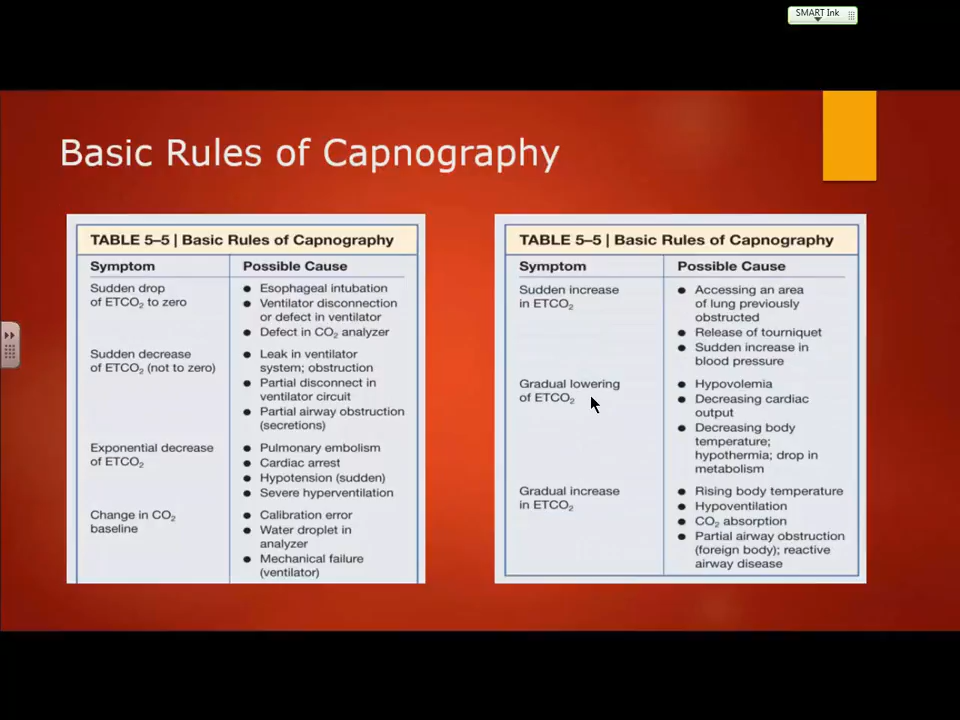 SMART Ink
Basic Rules of Capnography
TABLE 5–5 | Basic Rules of Capnography
Symptom Possible Cause
Sudden drop
of ETCO₂ to zero
● Esophageal intubation
● Ventilator disconnection
or defect in ventilator
● Defect in CO₂ analyzer
Sudden decrease
of ETCO₂ (not to zero)
● Leak in ventilator
system; obstruction
● Partial disconnect in
ventilator circuit
● Partial airway obstruction
(secretions)
Exponential decrease
of ETCO₂
● Pulmonary embolism
● Cardiac arrest
● Hypotension (sudden)
● Severe hyperventilation
Change in CO₂
baseline
● Calibration error
● Water droplet in
analyzer
● Mechanical failure
(ventilator)
TABLE 5–5 | Basic Rules of Capnography
Symptom Possible Cause
Sudden increase
in ETCO₂
● Accessing an area
of lung previously
obstructed
● Release of tourniquet
● Sudden increase in
blood pressure
Gradual lowering
of ETCO₂
● Hypovolemia
● Decreasing cardiac
output
● Decreasing body
temperature;
hypothermia; drop in
metabolism
Gradual increase
in ETCO₂
● Rising body temperature
● Hypoventilation
● CO₂ absorption
● Partial airway obstruction
(foreign body); reactive
airway disease